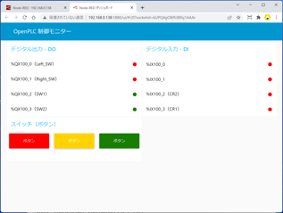 Node-RED: 192.168.0.138
Node-RED ダッシュボード
保護されていない通信
192.168.0.138:1880/ui/#!/0?socketid=
OpenPLC 制御モニター
デジタル出力 - DO
デジタル入力 - DI
%QX100_0 (Left_SW)
%IX100_0
%QX100_1 (Right_SW)
%IX100_1
%QX100_2 (SW1)
%IX100_2 (CR2)
%QX100_3 (SW2)
%IX100_3 (CR1)
スイッチ（ボタン）
ボタン
ボタン
ボタン